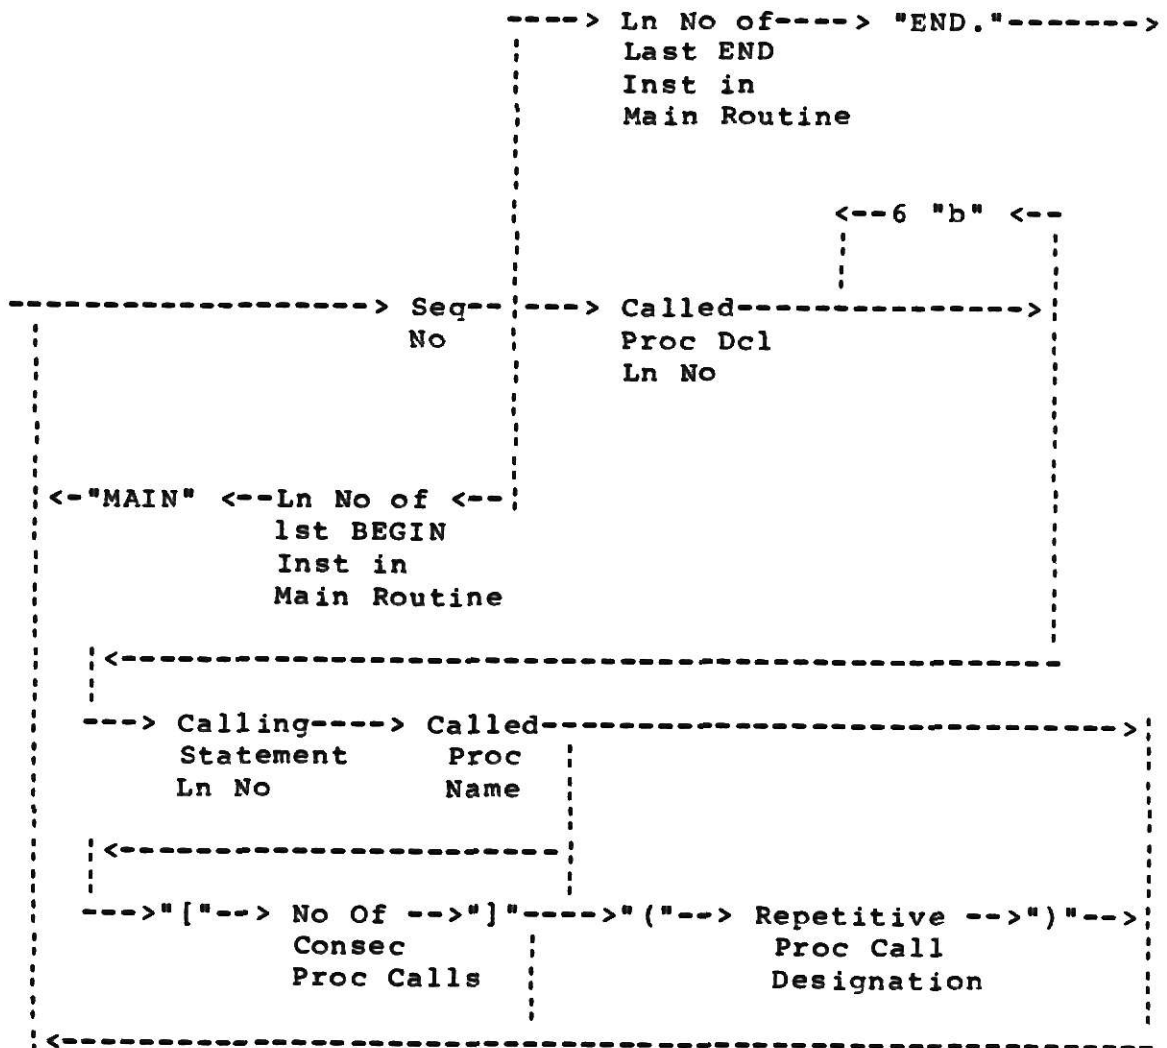 ----> Ln No of----> "END."------->
Last END
Inst in
Main Routine
<--6 "b" <--
--------------------> Seq-- ---> Called--------------->
No Proc Dcl
Ln No
<-"MAIN" <--Ln No of <--
1st BEGIN
Inst in
Main Routine
<--------------------------------------------------
---> Calling----> Called------------------------------->
Statement Proc
Ln No Name
<------------------------
--->"["--> No Of -->"]"---->"("--> Repetitive -->")"-->
Consec Proc Call
Proc Calls Designation
<----------------------------------------------------------